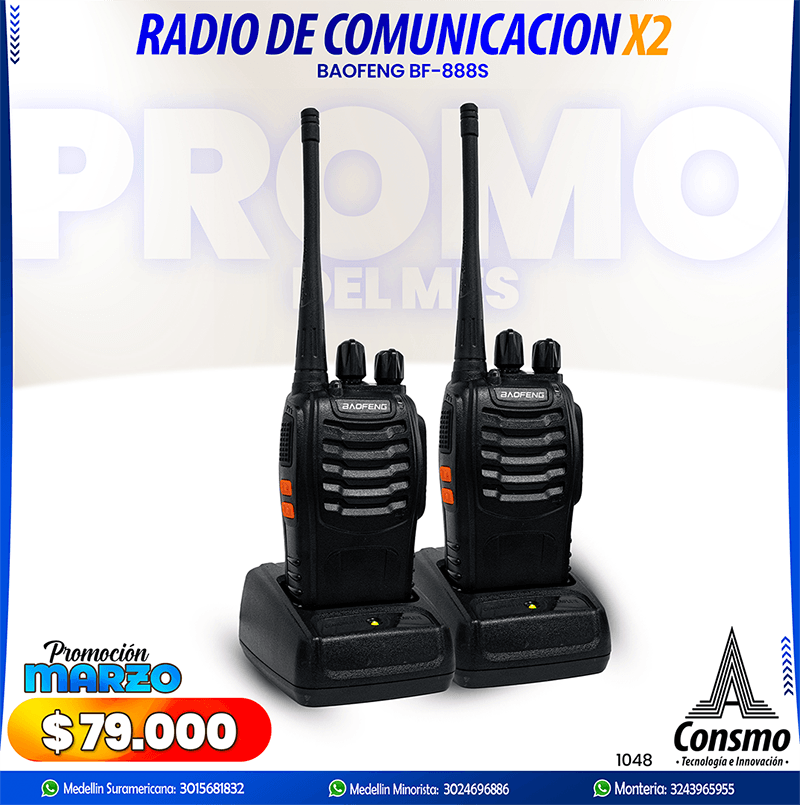 RADIO DE COMUNICACION X2
BAOFENG BF-888S
PROMO
DEL MES
BAOFENG
BAOFENG
Promoción
MARZO
$79.000
1048
Consmo
• Tecnología e Innovación •
Medellin Suramericana: 3015681832
Medellin Minorista: 3024696886
Monteria: 3243965955